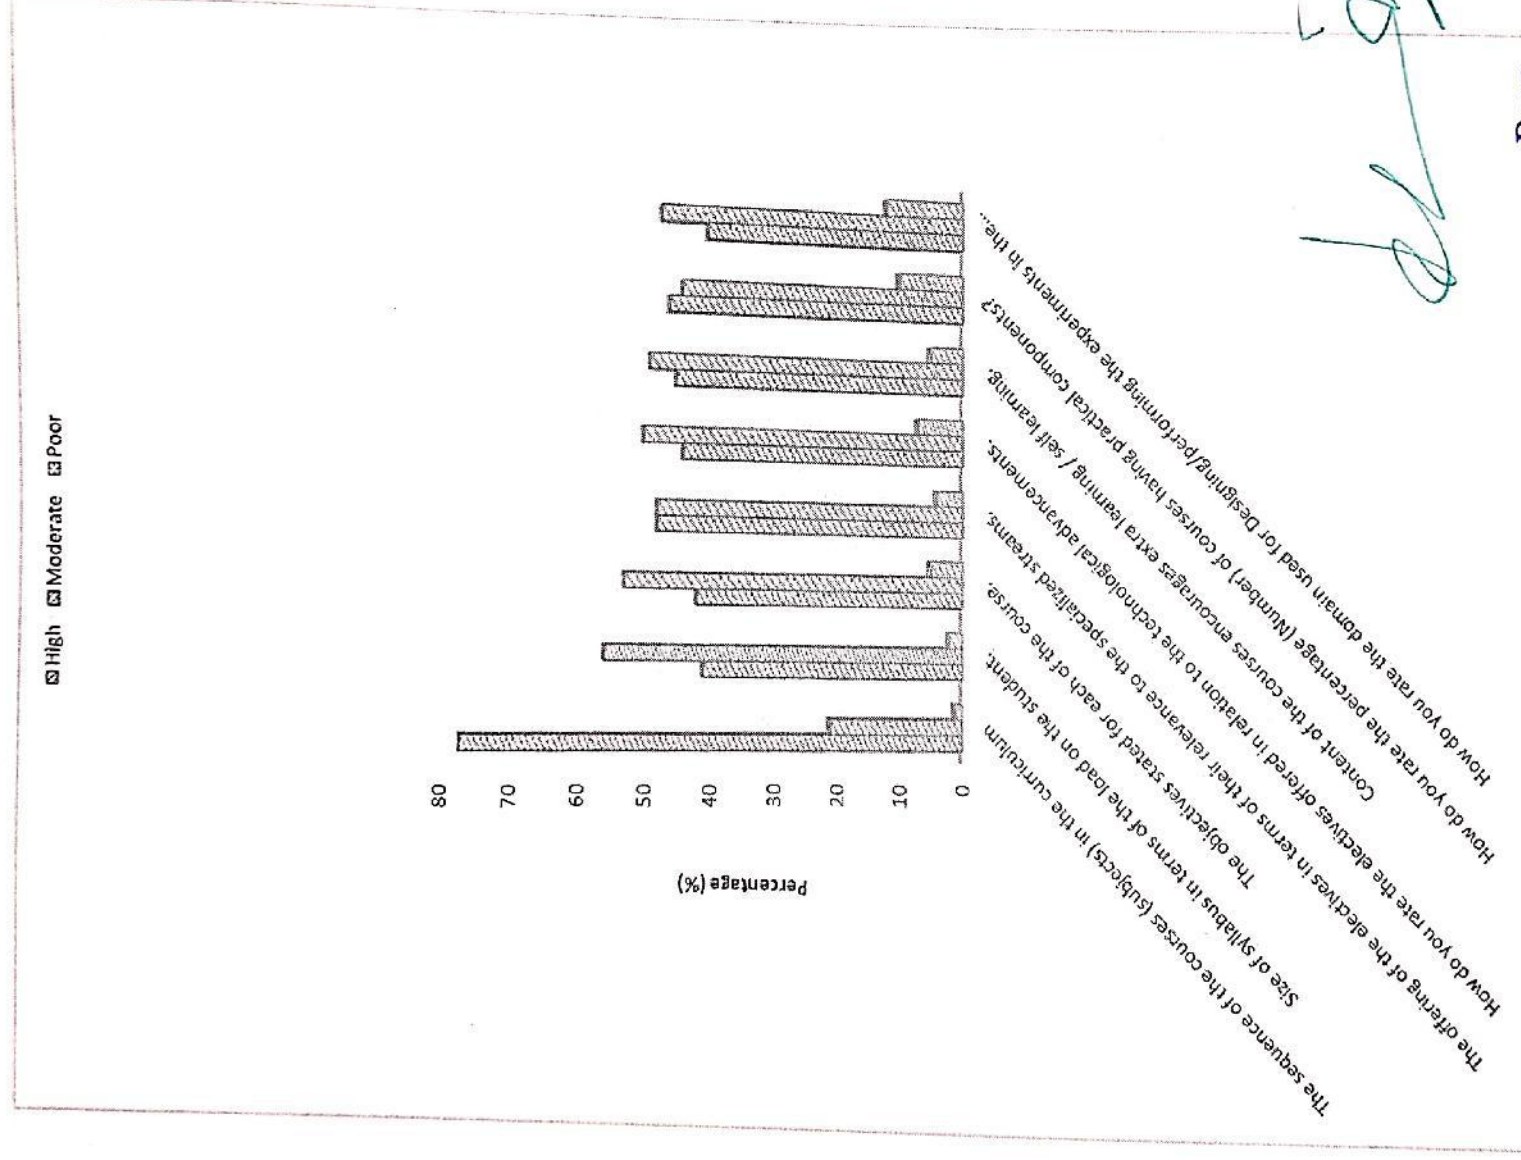 High Moderate Poor
Percentage (%)
80
70
60
50
40
30
20
10
0
The sequence of the courses (subjects) in the curriculum
Size of syllabus in terms of the load on the student.
The objectives stated for each of the course.
The offering of the electives in terms of their relevance to the specialized streams.
How do you rate the electives offered in relation to the technological advancements.
Content of the courses encourages extra learning / self learning.
How do you rate the percentage (Number) of courses having practical components?
How do you rate the domain used for Designing/performing the experiments in the...